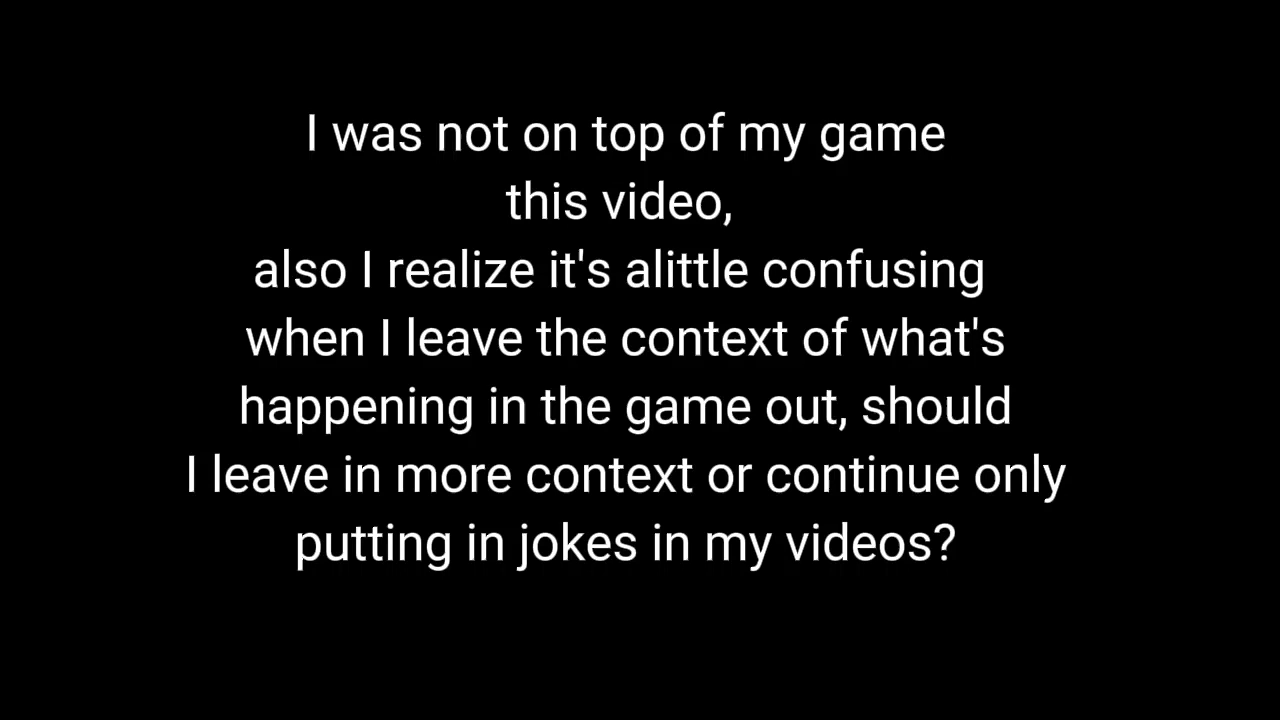 I was not on top of my game
this video,
also I realize it's alittle confusing
when I leave the context of what's
happening in the game out, should
I leave in more context or continue only
putting in jokes in my videos?